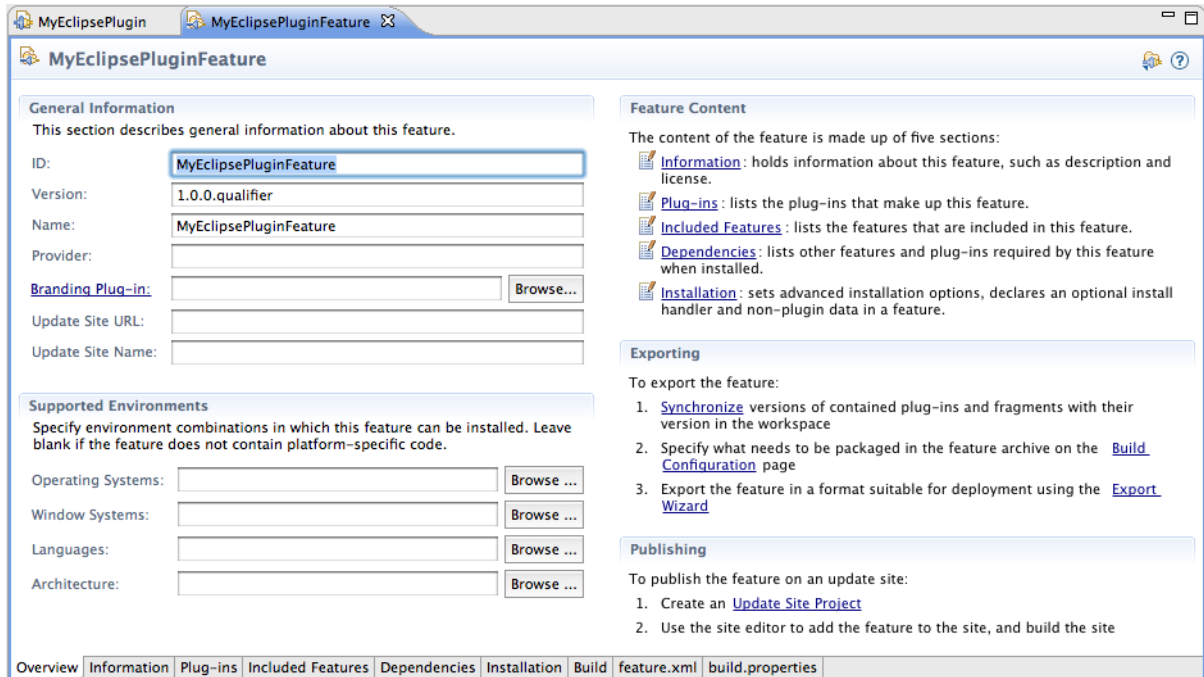 MyEclipsePlugin
MyEclipsePluginFeature
MyEclipsePluginFeature
General Information
This section describes general information about this feature.
ID:
MyEclipsePluginFeature
Version:
1.0.0.qualifier
Name:
MyEclipsePluginFeature
Provider:
Branding Plug-in:
Browse...
Update Site URL:
Update Site Name:
Supported Environments
Specify environment combinations in which this feature can be installed. Leave
blank if the feature does not contain platform-specific code.
Operating Systems:
Browse ...
Window Systems:
Browse ...
Languages:
Browse ...
Architecture:
Browse ...
Feature Content
The content of the feature is made up of five sections:
Information : holds information about this feature, such as description and
license.
Plug-ins : lists the plug-ins that make up this feature.
Included Features : lists the features that are included in this feature.
Dependencies : lists other features and plug-ins required by this feature
when installed.
Installation : sets advanced installation options, declares an optional install
handler and non-plugin data in a feature.
Exporting
To export the feature:
1. Synchronize versions of contained plug-ins and fragments with their
version in the workspace
2. Specify what needs to be packaged in the feature archive on the Build
Configuration page
3. Export the feature in a format suitable for deployment using the Export
Wizard
Publishing
To publish the feature on an update site:
1. Create an Update Site Project
2. Use the site editor to add the feature to the site, and build the site
Overview Information Plug-ins Included Features Dependencies Installation Build feature.xml build.properties